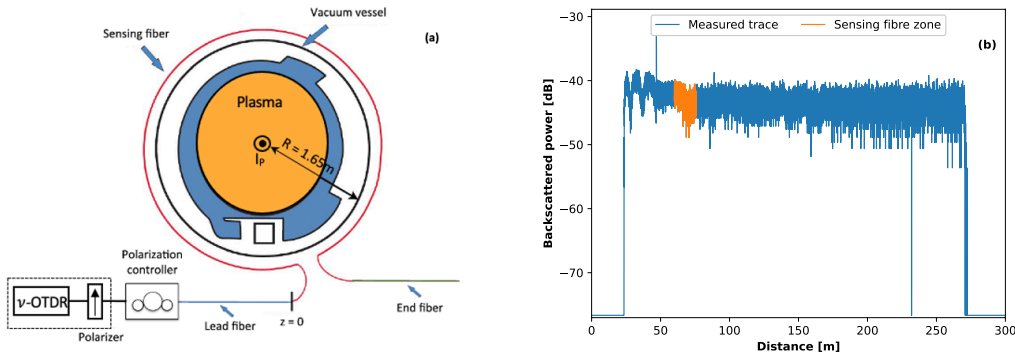 Vacuum vessel
Sensing fiber
(a)
Plasma
I_P
R = 1.65m
Polarization
controller
ν-OTDR
Polarizer
Lead fiber
z = 0
End fiber
Measured trace
Sensing fibre zone
(b)
Backscattered power [dB]
−30
−40
−50
−60
−70
0
50
100
150
200
250
300
Distance [m]